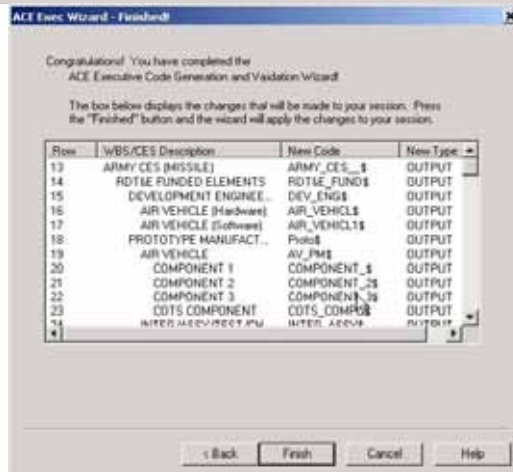 ACE Exec Wizard - Finished!
Congratulations! You have completed the
ACE Executive Code Generation and Vaidation Wizard!
The box below displays the changes that will be made to your session. Press
the "Finished" button and the wizard will apply the changes to your session.
Row WBS/CES Description New Code New Type
13 ARMY CES (MISSILE) ARMY_CES__$ OUTPUT
14 RDT&E FUNDED ELEMENTS RDT&E_FUND$ OUTPUT
15 DEVELOPMENT ENGINEE... DEV_ENG$ OUTPUT
16 AIR VEHICLE (Hardware) AIR_VEHICL$ OUTPUT
17 AIR VEHICLE (Software) AIR_VEHICL1$ OUTPUT
18 PROTOTYPE MANUFACT... Proto$ OUTPUT
19 AIR VEHICLE AV_PM$ OUTPUT
20 COMPONENT 1 COMPONENT_$ OUTPUT
21 COMPONENT 2 COMPONENT_2$ OUTPUT
22 COMPONENT 3 COMPONENT_3$ OUTPUT
23 COTS COMPONENT COTS_COMPO$ OUTPUT
24 OUTPUT
< Back Finish Cancel Help